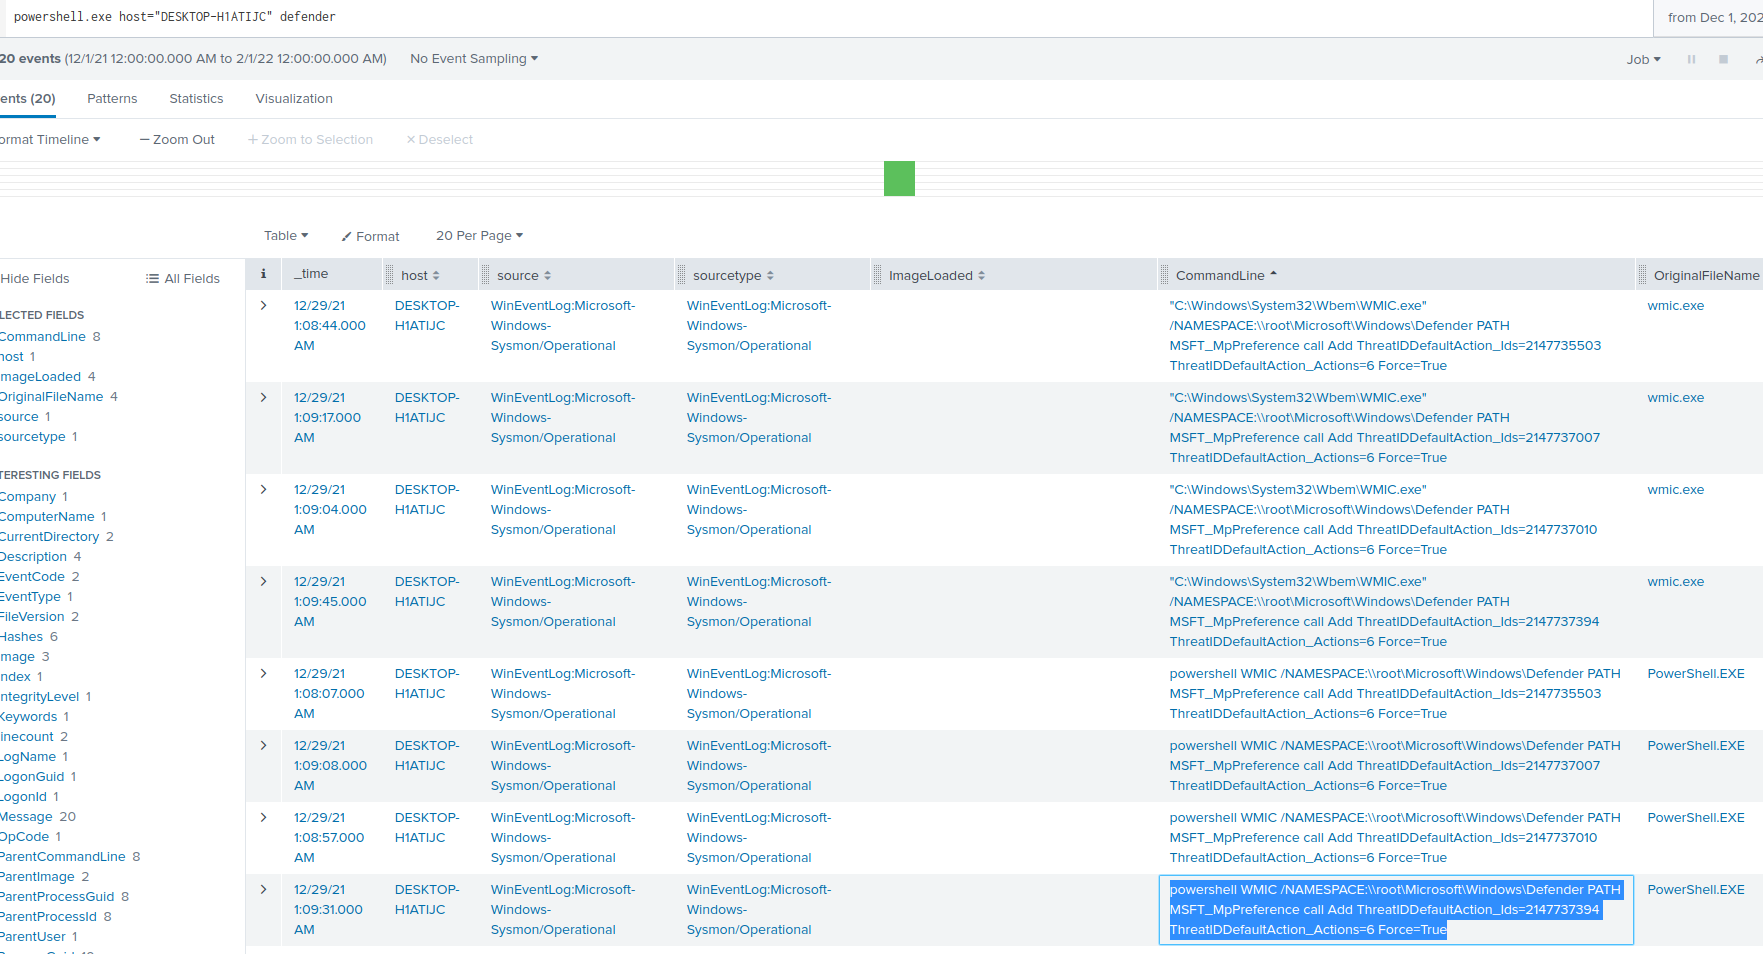 powershell.exe host="DESKTOP-H1ATIJC" defender
from Dec 1, 202
20 events (12/1/21 12:00:00.000 AM to 2/1/22 12:00:00.000 AM) No Event Sampling
Job
ents (20) Patterns Statistics Visualization
ormat Timeline — Zoom Out + Zoom to Selection × Deselect
Table Format 20 Per Page
Hide Fields All Fields
LECTED FIELDS
CommandLine 8
host 1
mageLoaded 4
OriginalFileName 4
source 1
sourcetype 1
TERESTING FIELDS
Company 1
ComputerName 1
CurrentDirectory 2
Description 4
EventCode 2
EventType 1
FileVersion 2
Hashes 6
mage 3
ndex 1
ntegrityLevel 1
Keywords 1
inecount 2
LogName 1
LogonGuid 1
LogonId 1
Message 20
OpCode 1
ParentCommandLine 8
ParentImage 2
ParentProcessGuid 8
ParentProcessId 8
ParentUser 1
i _time host source sourcetype ImageLoaded CommandLine OriginalFileName
12/29/21 DESKTOP- WinEventLog:Microsoft- WinEventLog:Microsoft- "C:\Windows\System32\Wbem\WMIC.exe" wmic.exe
1:08:44.000 H1ATIJC Windows- Windows- /NAMESPACE:\\root\Microsoft\Windows\Defender PATH
AM Sysmon/Operational Sysmon/Operational MSFT_MpPreference call Add ThreatIDDefaultAction_Ids=2147735503
ThreatIDDefaultAction_Actions=6 Force=True
12/29/21 DESKTOP- WinEventLog:Microsoft- WinEventLog:Microsoft- "C:\Windows\System32\Wbem\WMIC.exe" wmic.exe
1:09:17.000 H1ATIJC Windows- Windows- /NAMESPACE:\\root\Microsoft\Windows\Defender PATH
AM Sysmon/Operational Sysmon/Operational MSFT_MpPreference call Add ThreatIDDefaultAction_Ids=2147737007
ThreatIDDefaultAction_Actions=6 Force=True
12/29/21 DESKTOP- WinEventLog:Microsoft- WinEventLog:Microsoft- "C:\Windows\System32\Wbem\WMIC.exe" wmic.exe
1:09:04.000 H1ATIJC Windows- Windows- /NAMESPACE:\\root\Microsoft\Windows\Defender PATH
AM Sysmon/Operational Sysmon/Operational MSFT_MpPreference call Add ThreatIDDefaultAction_Ids=2147737010
ThreatIDDefaultAction_Actions=6 Force=True
12/29/21 DESKTOP- WinEventLog:Microsoft- WinEventLog:Microsoft- "C:\Windows\System32\Wbem\WMIC.exe" wmic.exe
1:09:45.000 H1ATIJC Windows- Windows- /NAMESPACE:\\root\Microsoft\Windows\Defender PATH
AM Sysmon/Operational Sysmon/Operational MSFT_MpPreference call Add ThreatIDDefaultAction_Ids=2147737394
ThreatIDDefaultAction_Actions=6 Force=True
12/29/21 DESKTOP- WinEventLog:Microsoft- WinEventLog:Microsoft- powershell WMIC /NAMESPACE:\\root\Microsoft\Windows\Defender PATH PowerShell.EXE
1:08:07.000 H1ATIJC Windows- Windows- MSFT_MpPreference call Add ThreatIDDefaultAction_Ids=2147735503
AM Sysmon/Operational Sysmon/Operational ThreatIDDefaultAction_Actions=6 Force=True
12/29/21 DESKTOP- WinEventLog:Microsoft- WinEventLog:Microsoft- powershell WMIC /NAMESPACE:\\root\Microsoft\Windows\Defender PATH PowerShell.EXE
1:09:08.000 H1ATIJC Windows- Windows- MSFT_MpPreference call Add ThreatIDDefaultAction_Ids=2147737007
AM Sysmon/Operational Sysmon/Operational ThreatIDDefaultAction_Actions=6 Force=True
12/29/21 DESKTOP- WinEventLog:Microsoft- WinEventLog:Microsoft- powershell WMIC /NAMESPACE:\\root\Microsoft\Windows\Defender PATH PowerShell.EXE
1:08:57.000 H1ATIJC Windows- Windows- MSFT_MpPreference call Add ThreatIDDefaultAction_Ids=2147737010
AM Sysmon/Operational Sysmon/Operational ThreatIDDefaultAction_Actions=6 Force=True
12/29/21 DESKTOP- WinEventLog:Microsoft- WinEventLog:Microsoft- powershell WMIC /NAMESPACE:\\root\Microsoft\Windows\Defender PATH PowerShell.EXE
1:09:31.000 H1ATIJC Windows- Windows- MSFT_MpPreference call Add ThreatIDDefaultAction_Ids=2147737394
AM Sysmon/Operational Sysmon/Operational ThreatIDDefaultAction_Actions=6 Force=True